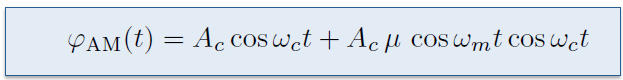 φ_AM(t) = A_c cos ω_c t + A_c μ cos ω_m t cos ω_c t